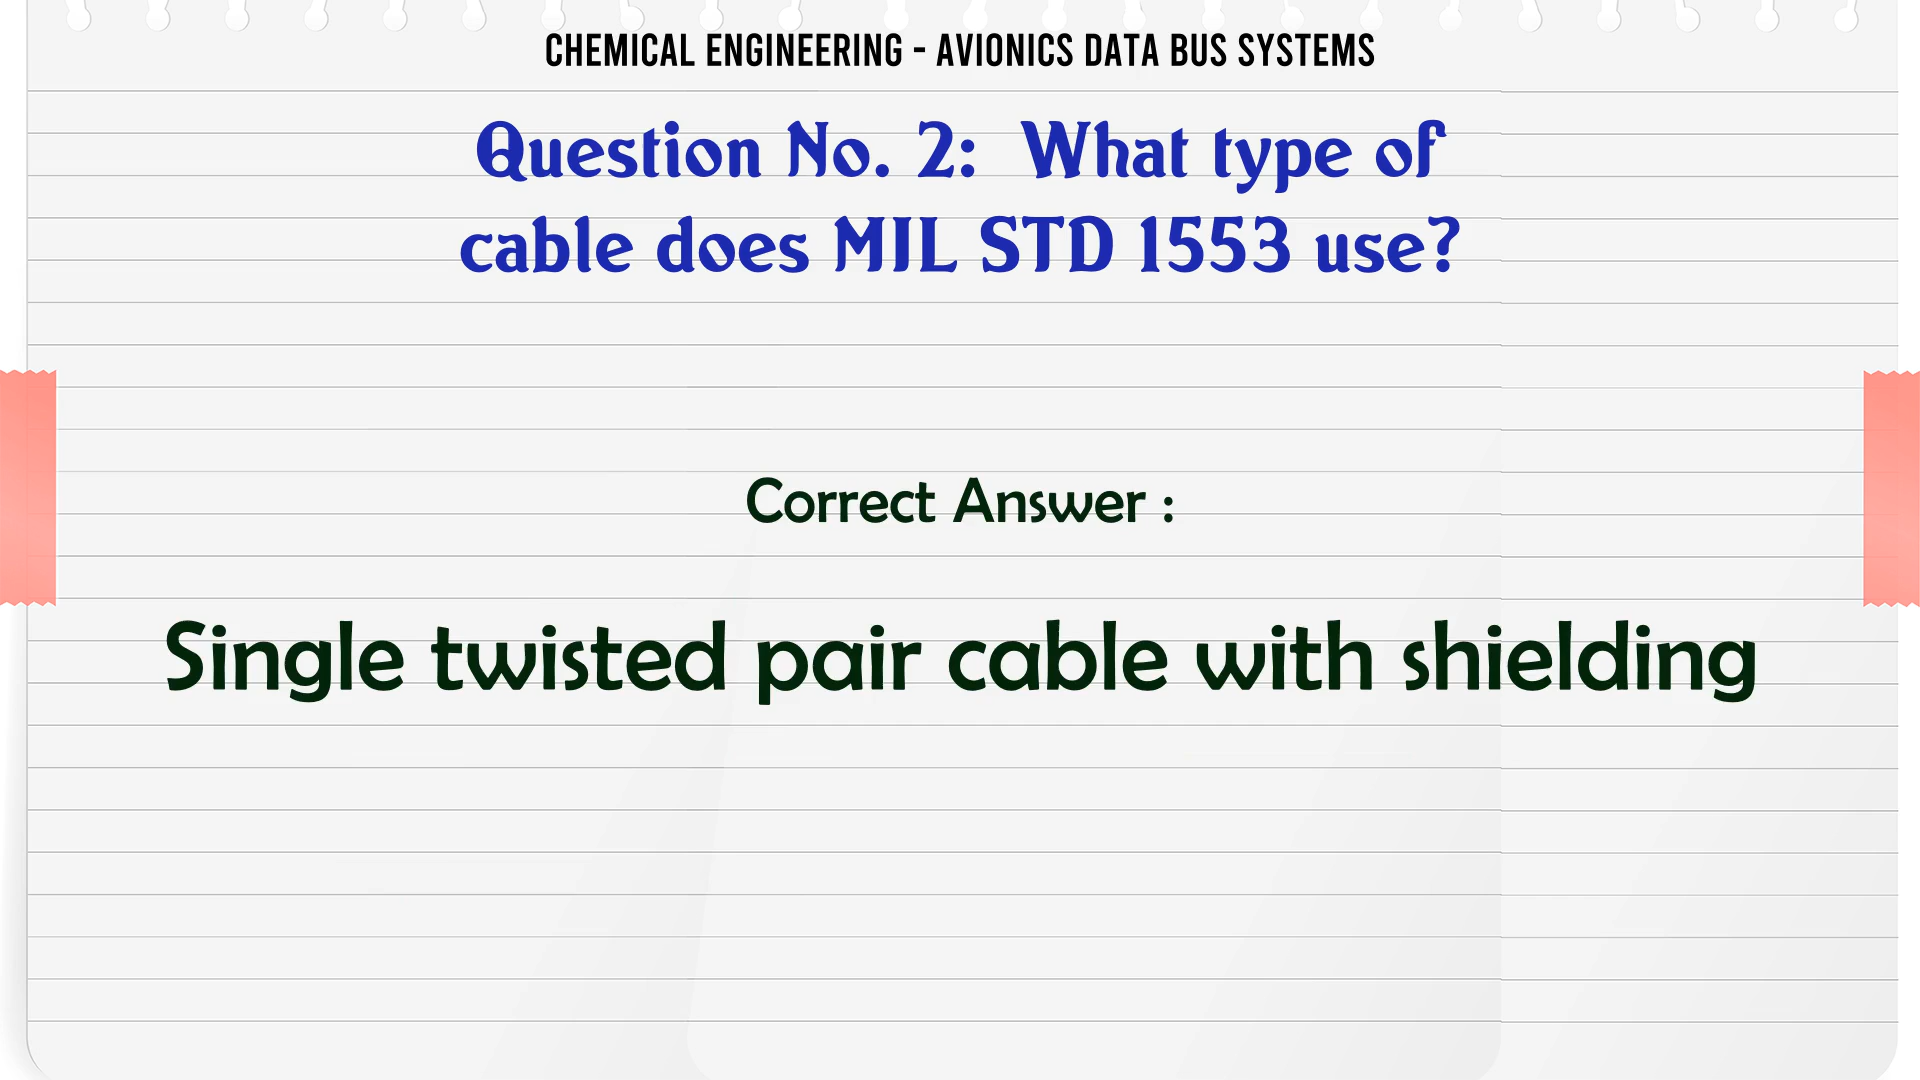 CHEMICAL ENGINEERING - AVIONICS DATA BUS SYSTEMS
Question No. 2: What type of
cable does MIL STD 1553 use?
Correct Answer :
Single twisted pair cable with shielding